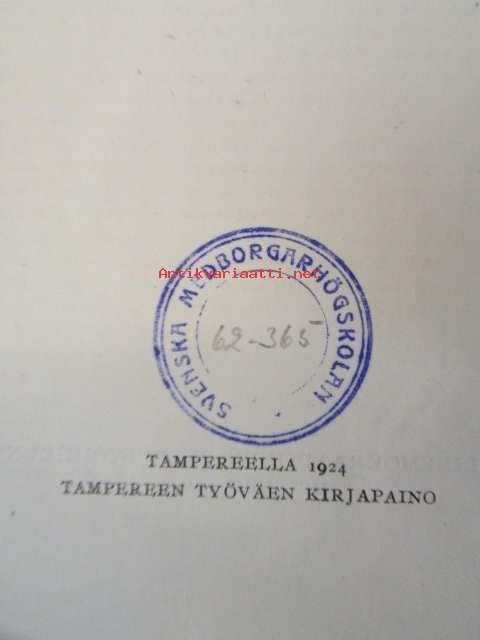 SVENSKA MEDBORGARHÖGSKOLAN
Antikvariaatti.net
62-365
TAMPEREELLA 1924
TAMPEREEN TYÖVÄEN KIRJAPAINO